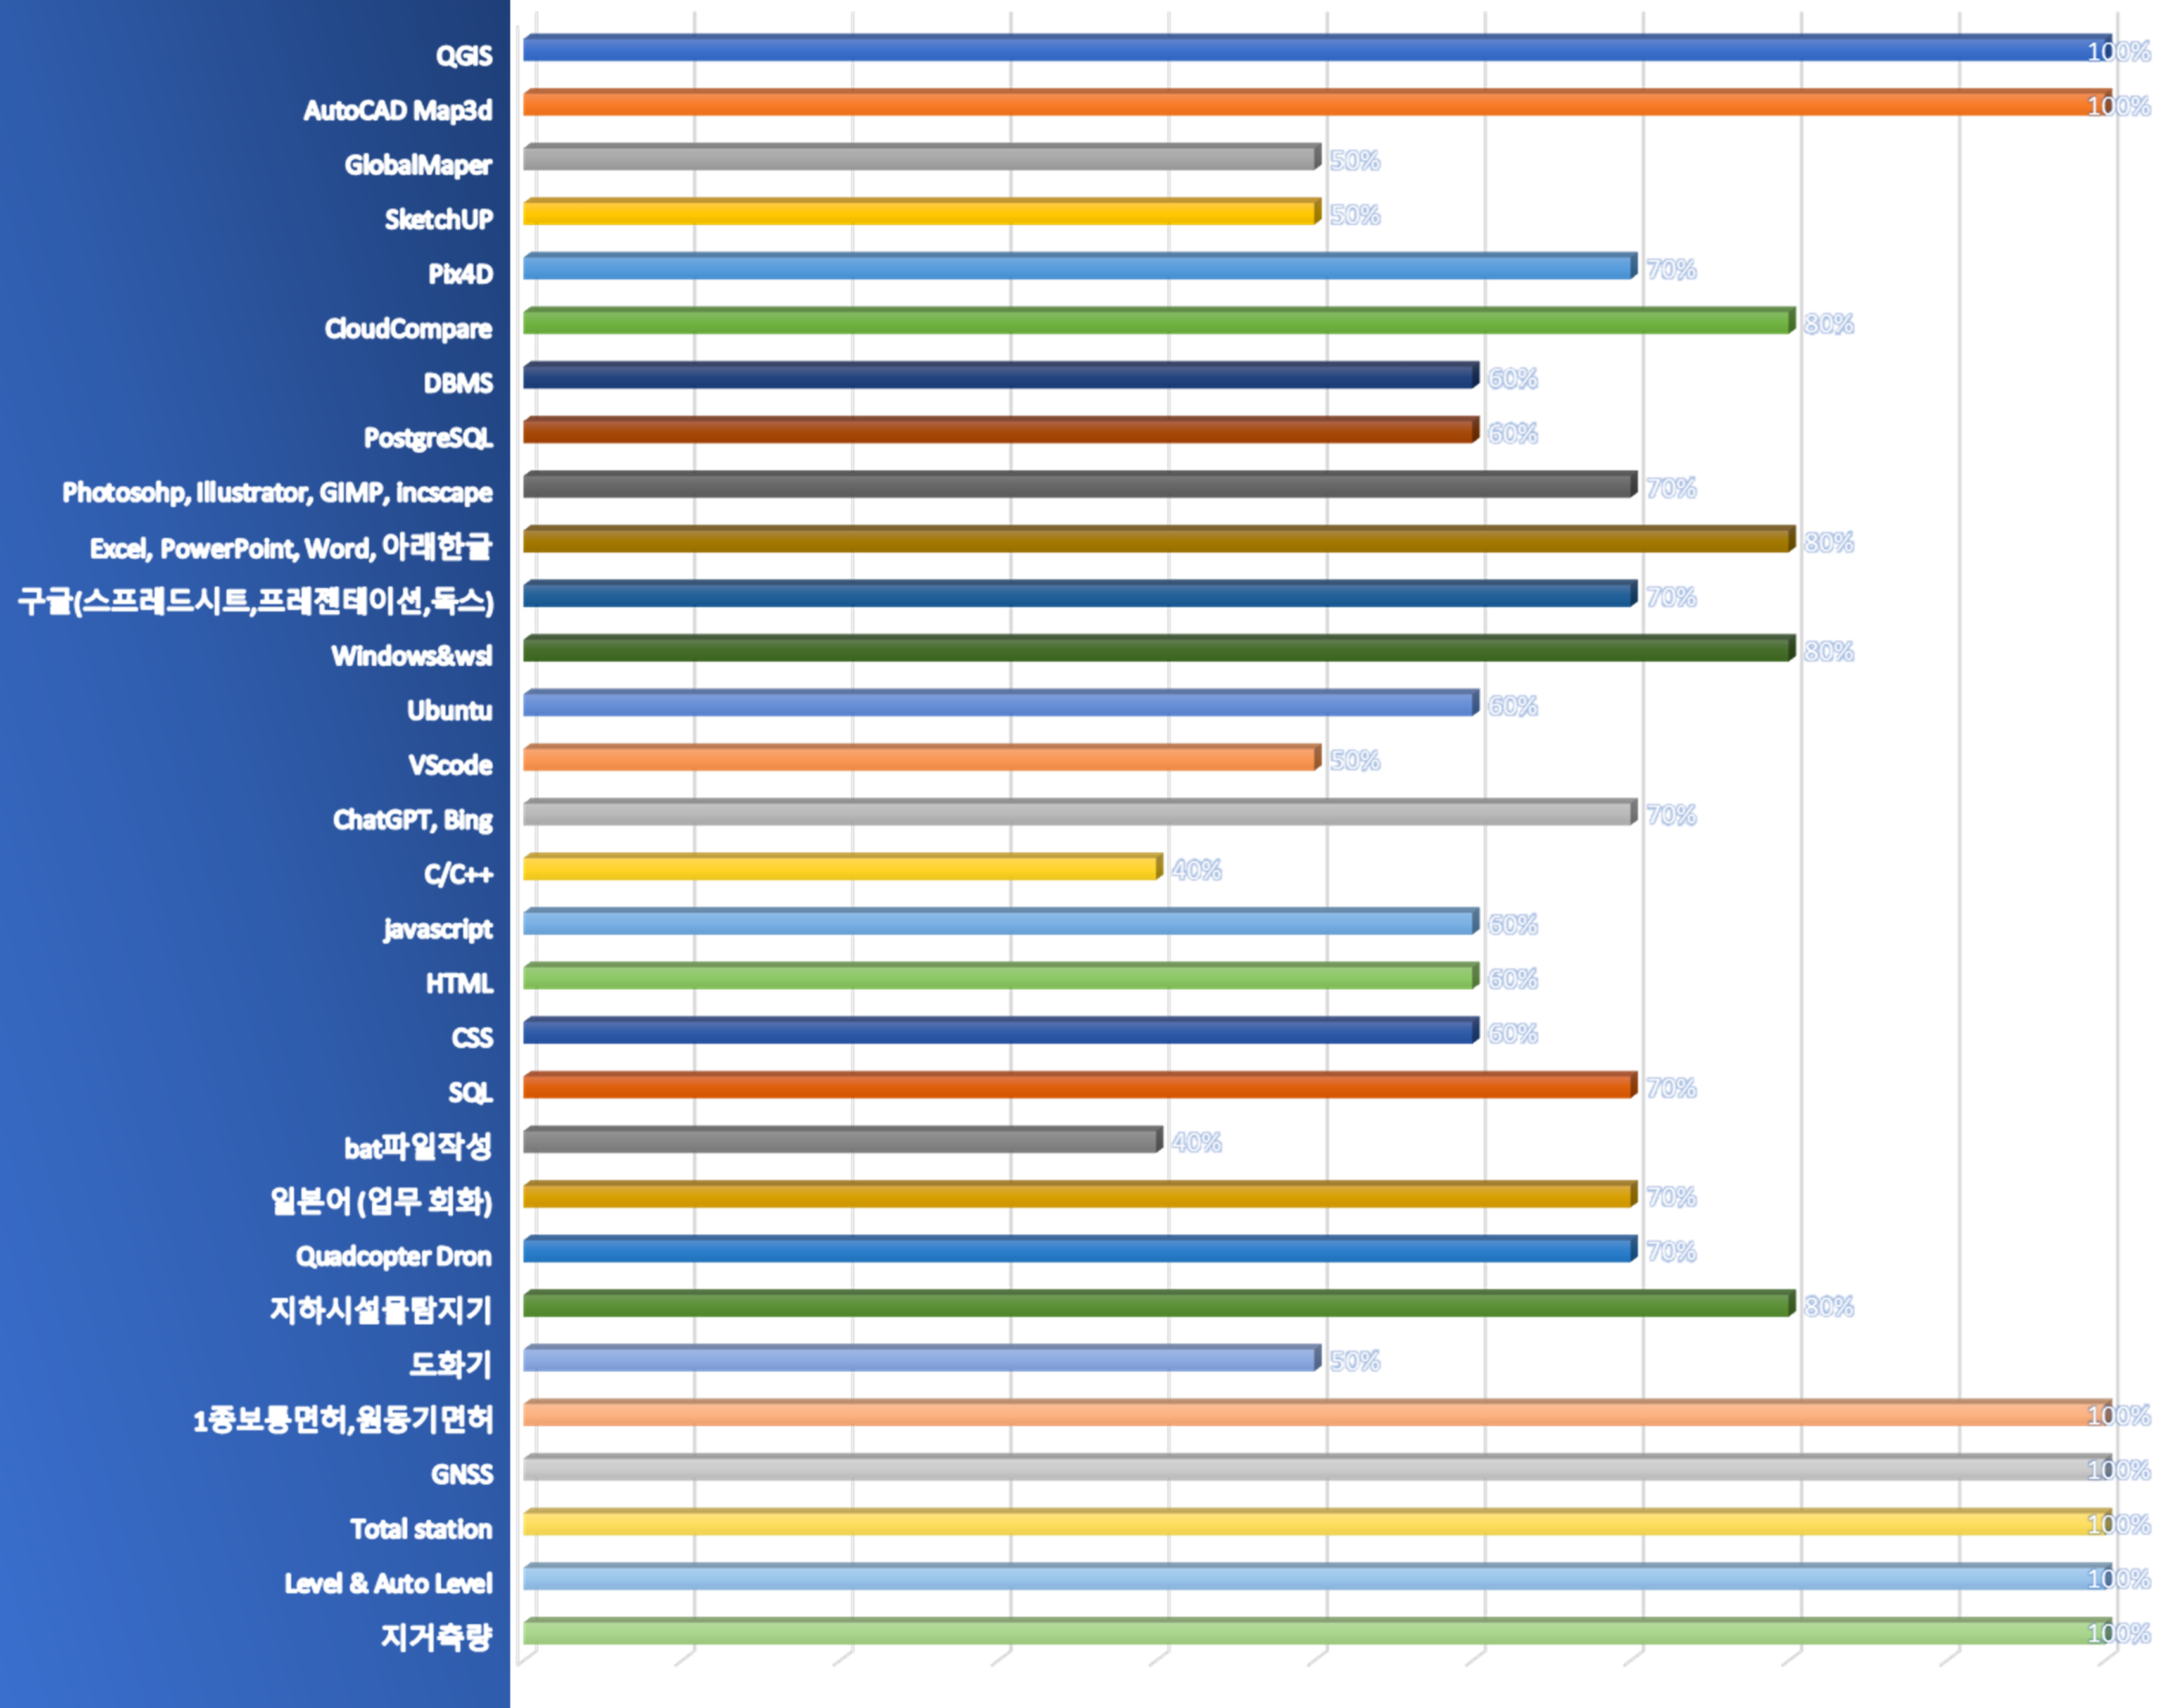 QGIS 100%
AutoCAD Map3d 100%
GlobalMaper 50%
SketchUP 50%
Pix4D 70%
CloudCompare 80%
DBMS 60%
PostgreSQL 60%
Photosohp, Illustrator, GIMP, incscape 70%
Excel, PowerPoint, Word, 아래한글 80%
구글(스프레드시트,프레젠테이션,독스) 70%
Windows&wsl 80%
Ubuntu 60%
VScode 50%
ChatGPT, Bing 70%
C/C++ 40%
javascript 60%
HTML 60%
CSS 60%
SQL 70%
bat파일작성 40%
일본어 (업무 회화) 70%
Quadcopter Dron 70%
지하시설물탐지기 80%
도화기 50%
1종보통면허,원동기면허 100%
GNSS 100%
Total station 100%
Level & Auto Level 100%
지거측량 100%